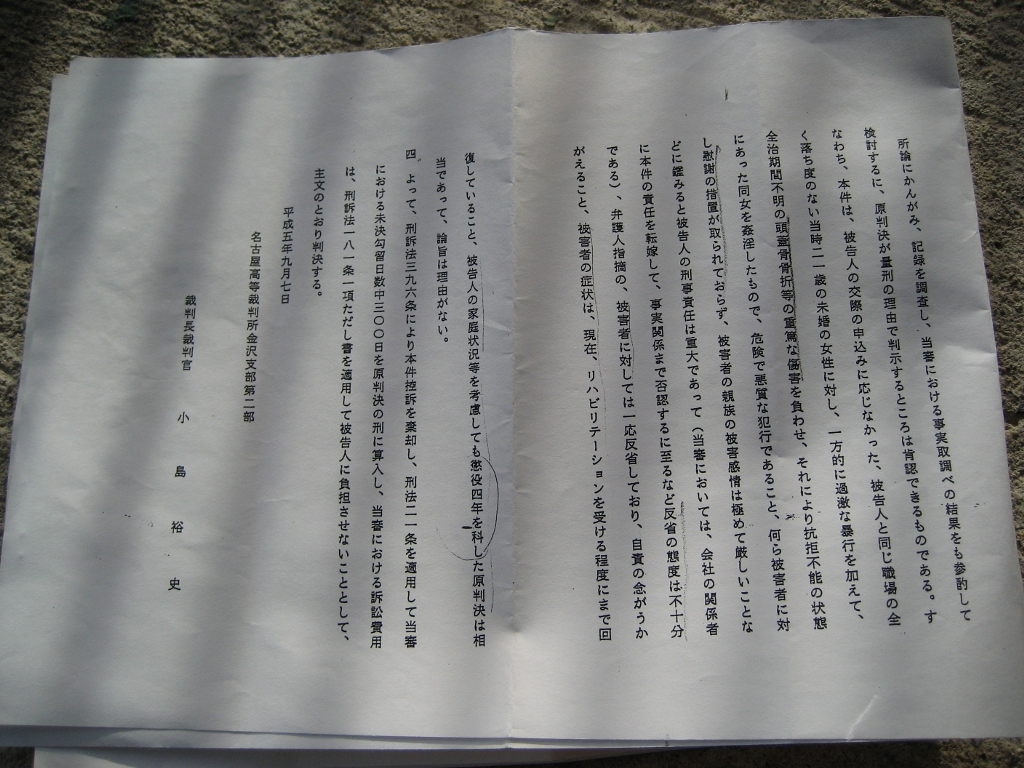 所論にかんがみ、記録を調査し、当審における事実取調べの結果をも参酌して
検討するに、原判決が量刑の理由で判示するところは肯認できるものである。す
なわち、本件は、被告人の交際の申込みに応じなかった、被告人と同じ職場の全
く落ち度のない当時二一歳の未婚の女性に対し、一方的に過激な暴行を加えて、
全治期間不明の頭蓋骨骨折等の重篤な傷害を負わせ、それにより抗拒不能の状態
にあった同女を姦淫したもので、危険で悪質な犯行であること、何ら被害者に対
し慰謝の措置が取られておらず、被害者の親族の被害感情は極めて厳しいことな
どに鑑みると被告人の刑事責任は重大であって（当審においては、会社の関係者
に本件の責任を転嫁して、事実関係まで否認するに至るなど反省の態度は不十分
である）、弁護人指摘の、被害者に対しては一応反省しており、自責の念がうか
がえること、被害者の症状は、現在、リハビリテーションを受ける程度にまで回
復していること、被告人の家庭状況等を考慮しても懲役四年を科した原判決は相
当であって、論旨は理由がない。
四　よって、刑訴法三九六条により本件控訴を棄却し、刑法二一条を適用して当審
における未決勾留日数中三〇〇日を原判決の刑に算入し、当審における訴訟費用
は、刑訴法一八一条一項ただし書を適用して被告人に負担させないこととして、
主文のとおり判決する。
平成五年九月七日
名古屋高等裁判所金沢支部第二部
裁判長裁判官　小島裕史